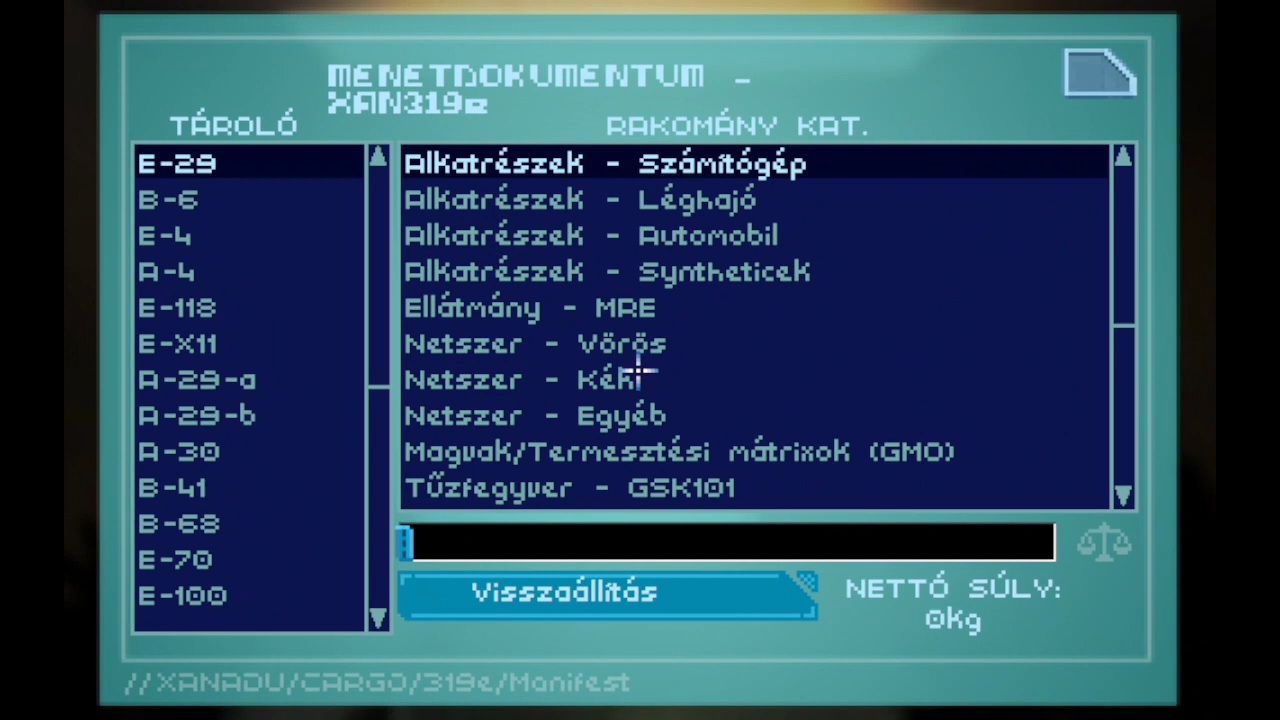 MENETDOKUMENTUM -
XAN319e
TÁROLÓ
RAKOMÁNY KAT.
E-29
B-6
E-4
A-4
E-118
E-X11
A-29-a
A-29-b
A-30
B-41
B-68
E-70
E-100
Alkatrészek - Számítógép
Alkatrészek - Léghajó
Alkatrészek - Automobil
Alkatrészek - Syntheticek
Ellátmány - MRE
Netszer - Vörös
Netszer - Kék
Netszer - Egyéb
Magvak/Termesztési mátrixok (GMO)
Tűzfegyver - GSK101
Visszaállítás
NETTÓ SÚLY:
0kg
//XANADU/CARGO/319e/Manifest